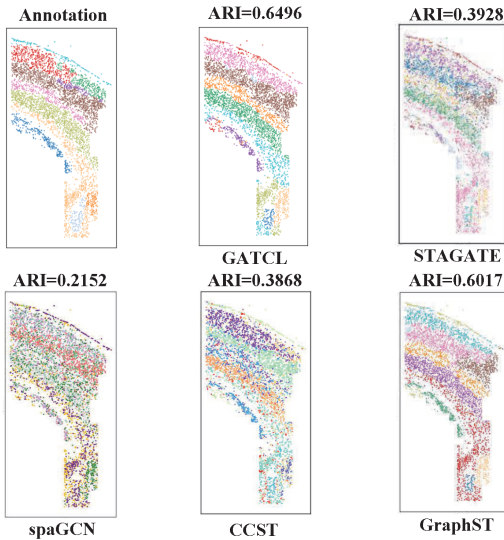 Annotation
ARI=0.6496
ARI=0.3928
GATCL
STAGATE
ARI=0.2152
ARI=0.3868
ARI=0.6017
spaGCN
CCST
GraphST